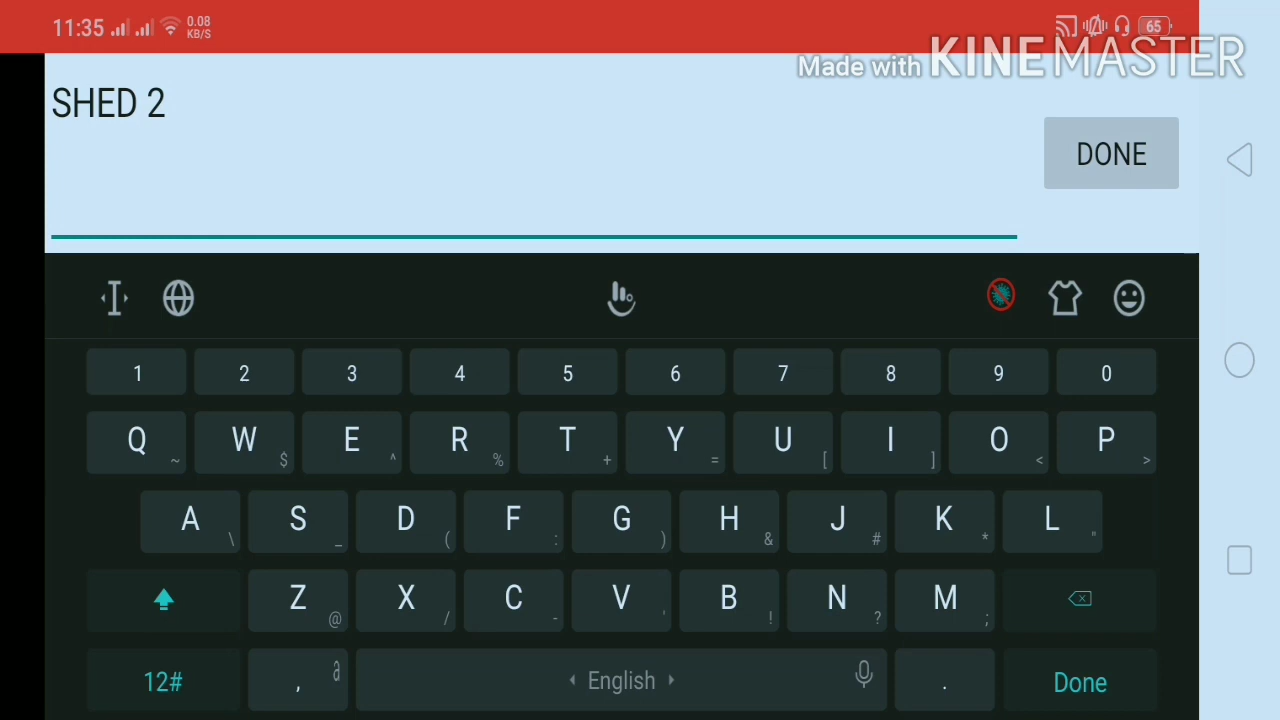 11:35 0.08 KB/S 65
Made with KINEMASTER
SHED 2
DONE
1 2 3 4 5 6 7 8 9 0
Q ~ W $ E ^ R % T + Y = U [ I ] O < P >
A \ S _ D ( F : G ) H & J # K * L "
Z @ X / C - V ' B ! N ? M ;
12# , English . Done